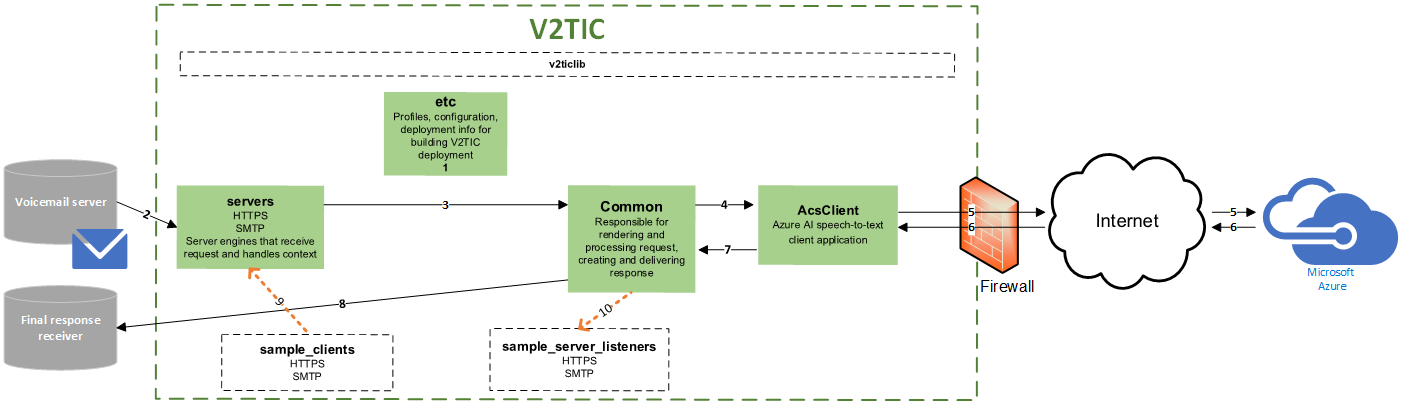 V2TIC
v2ticlib
etc
Profiles, configuration,
deployment info for
building V2TIC
deployment
1
Voicemail server
2
servers
HTTPS
SMTP
Server engines that receive
request and handles context
3
Common
Responsible for
rendering and
processing request,
creating and delivering
response
4
7
AcsClient
Azure AI speech-to-text
client application
5
6
Firewall
Internet
5
6
Microsoft
Azure
Final response
receiver
8
9
sample_clients
HTTPS
SMTP
10
sample_server_listeners
HTTPS
SMTP